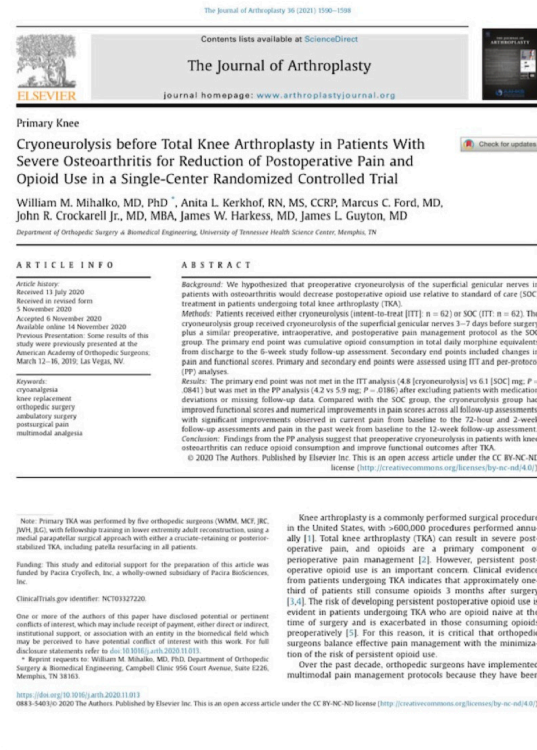 The Journal of Arthroplasty 36 (2021) 1590–1598
Contents lists available at ScienceDirect
The Journal of Arthroplasty
journal homepage: www.arthroplastyjournal.org
ELSEVIER
Primary Knee
Cryoneurolysis before Total Knee Arthroplasty in Patients With
Severe Osteoarthritis for Reduction of Postoperative Pain and
Opioid Use in a Single-Center Randomized Controlled Trial
Check for updates
William M. Mihalko, MD, PhD *, Anita L. Kerkhof, RN, MS, CCRP, Marcus C. Ford, MD,
John R. Crockarell Jr., MD, MBA, James W. Harkess, MD, James L. Guyton, MD
Department of Orthopedic Surgery & Biomedical Engineering, University of Tennessee Health Science Center, Memphis, TN
ARTICLE INFO
Article history:
Received 13 July 2020
Received in revised form
5 November 2020
Accepted 6 November 2020
Available online 14 November 2020
Previous Presentation: Some results of this
study were previously presented at the
American Academy of Orthopedic Surgeons;
March 12–16, 2019; Las Vegas, NV.
Keywords:
cryoanalgesia
knee replacement
orthopedic surgery
ambulatory surgery
postsurgical pain
multimodal analgesia
ABSTRACT
Background: We hypothesized that preoperative cryoneurolysis of the superficial genicular nerves in
patients with osteoarthritis would decrease postoperative opioid use relative to standard of care (SOC)
treatment in patients undergoing total knee arthroplasty (TKA).
Methods: Patients received either cryoneurolysis (intent-to-treat [ITT]: n = 62) or SOC (ITT: n = 62). The
cryoneurolysis group received cryoneurolysis of the superficial genicular nerves 3–7 days before surgery
plus a similar preoperative, intraoperative, and postoperative pain management protocol as the SOC
group. The primary end point was cumulative opioid consumption in total daily morphine equivalents
from discharge to the 6-week study follow-up assessment. Secondary end points included changes in
pain and functional scores. Primary and secondary end points were assessed using ITT and per-protocol
(PP) analyses.
Results: The primary end point was not met in the ITT analysis (4.8 [cryoneurolysis] vs 6.1 [SOC] mg; P =
.0841) but was met in the PP analysis (4.2 vs 5.9 mg; P = .0186) after excluding patients with medication
deviations or missing follow-up data. Compared with the SOC group, the cryoneurolysis group had
improved functional scores and numerical improvements in pain scores across all follow-up assessments,
with significant improvements observed in current pain from baseline to the 72-hour and 2-week
follow-up assessments and pain in the past week from baseline to the 12-week follow-up assessment.
Conclusion: Findings from the PP analysis suggest that preoperative cryoneurolysis in patients with knee
osteoarthritis can reduce opioid consumption and improve functional outcomes after TKA.
© 2020 The Authors. Published by Elsevier Inc. This is an open access article under the CC BY-NC-ND
license (http://creativecommons.org/licenses/by-nc-nd/4.0/)
Note: Primary TKA was performed by five orthopedic surgeons (WMM, MCF, JRC,
JWH, JLG), with fellowship training in lower extremity adult reconstruction, using a
medial parapatellar surgical approach with either a cruciate-retaining or posterior-
stabilized TKA, including patella resurfacing in all patients.
Funding: This study and editorial support for the preparation of this article was
funded by Pacira CryoTech, Inc, a wholly-owned subsidiary of Pacira BioSciences,
Inc.
ClinicalTrials.gov identifier: NCT03327220.
One or more of the authors of this paper have disclosed potential or pertinent
conflicts of interest, which may include receipt of payment, either direct or indirect,
institutional support, or association with an entity in the biomedical field which
may be perceived to have potential conflict of interest with this work. For full
disclosure statements refer to doi:10.1016/j.arth.2020.11.013.
* Reprint requests to: William M. Mihalko, MD, PhD, Department of Orthopedic
Surgery & Biomedical Engineering, Campbell Clinic 956 Court Avenue, Suite E226,
Memphis, TN 38163.
Knee arthroplasty is a commonly performed surgical procedure
in the United States, with >600,000 procedures performed annu-
ally [1]. Total knee arthroplasty (TKA) can result in severe post-
operative pain, and opioids are a primary component of
perioperative pain management [2]. However, persistent post-
operative opioid use is an important concern. Clinical evidence
from patients undergoing TKA indicates that approximately one-
third of patients still consume opioids 3 months after surgery
[3,4]. The risk of developing persistent postoperative opioid use is
evident in patients undergoing TKA who are opioid naive at the
time of surgery and is exacerbated in those consuming opioids
preoperatively [5]. For this reason, it is critical that orthopedic
surgeons balance effective pain management with the minimiza-
tion of the risk of persistent opioid use.
Over the past decade, orthopedic surgeons have implemented
multimodal pain management protocols because they have been
https://doi.org/10.1016/j.arth.2020.11.013
0883-5403/© 2020 The Authors. Published by Elsevier Inc. This is an open access article under the CC BY-NC-ND license (http://creativecommons.org/licenses/by-nc-nd/4.0/)